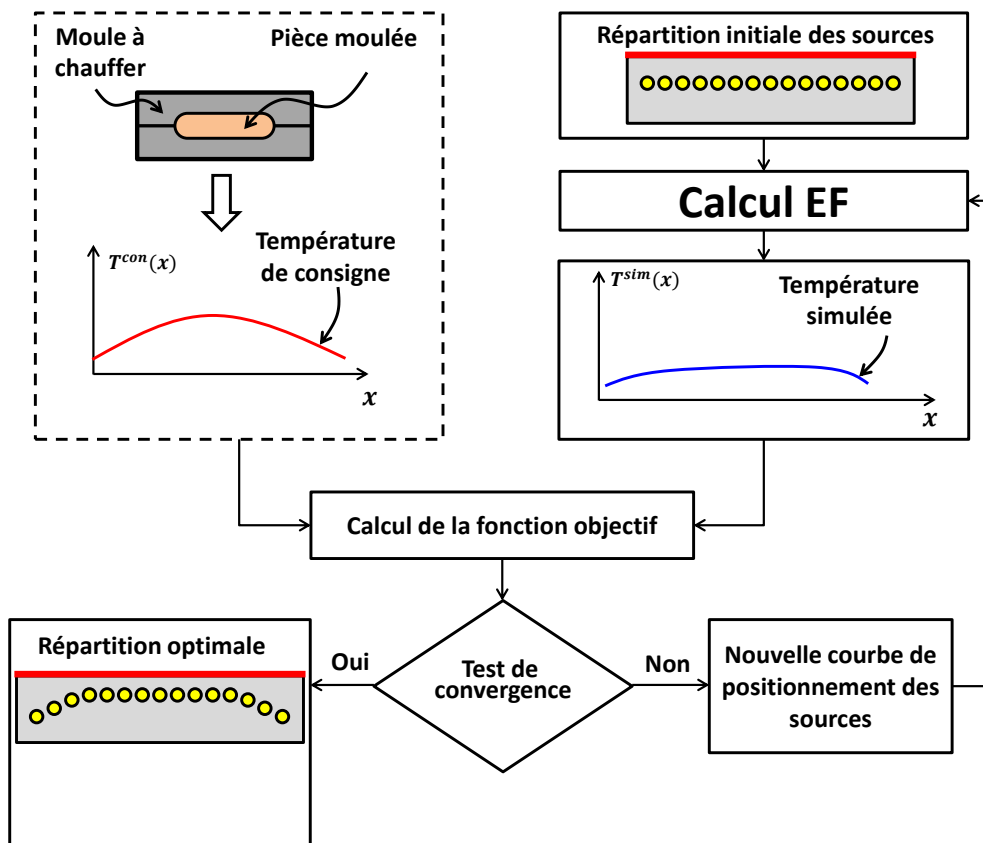 Moule à
chauffer
Pièce moulée
Température
de consigne
T^con(x)
x
Répartition initiale des sources
Calcul EF
T^sim(x)
Température
simulée
x
Calcul de la fonction objectif
Test de
convergence
Oui
Non
Répartition optimale
Nouvelle courbe de
positionnement des
sources